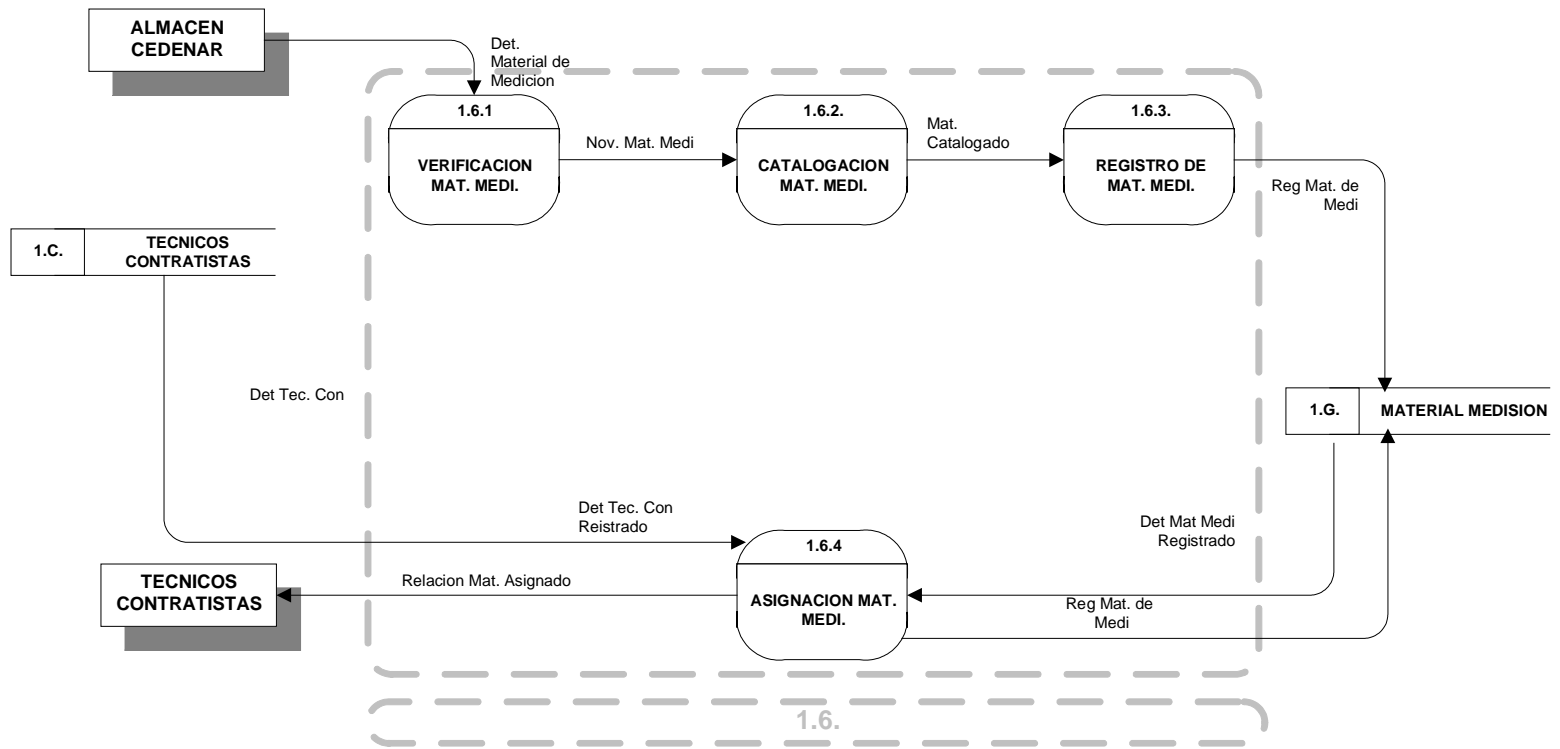 ALMACEN
CEDENAR
Det.
Material de
Medicion
1.6.1
VERIFICACION
MAT. MEDI.
Nov. Mat. Medi
1.6.2.
CATALOGACION
MAT. MEDI.
Mat.
Catalogado
1.6.3.
REGISTRO DE
MAT. MEDI.
Reg Mat. de
Medi
1.C.
TECNICOS
CONTRATISTAS
Det Tec. Con
1.G.
MATERIAL MEDISION
Det Tec. Con
Reistrado
Det Mat Medi
Registrado
1.6.4
ASIGNACION MAT.
MEDI.
TECNICOS
CONTRATISTAS
Relacion Mat. Asignado
Reg Mat. de
Medi
1.6.